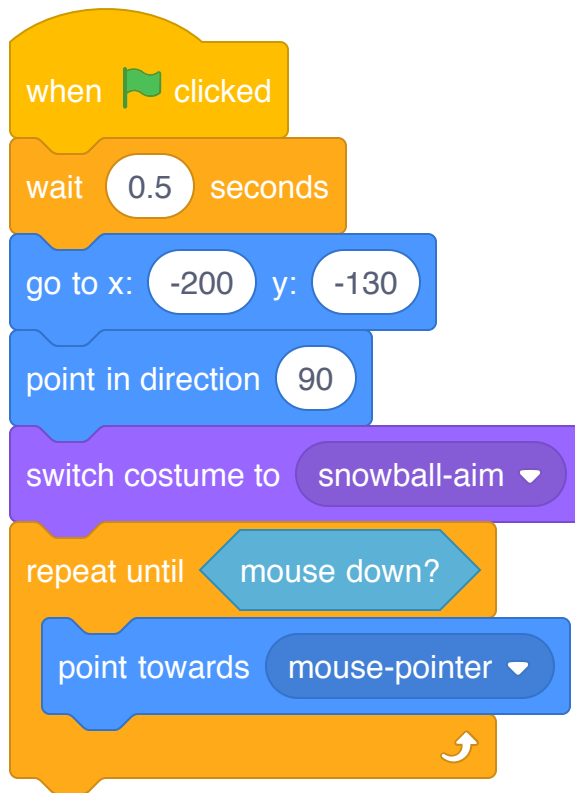 when clicked
wait 0.5 seconds
go to x: -200 y: -130
point in direction 90
switch costume to snowball-aim
repeat until mouse down?
point towards mouse-pointer